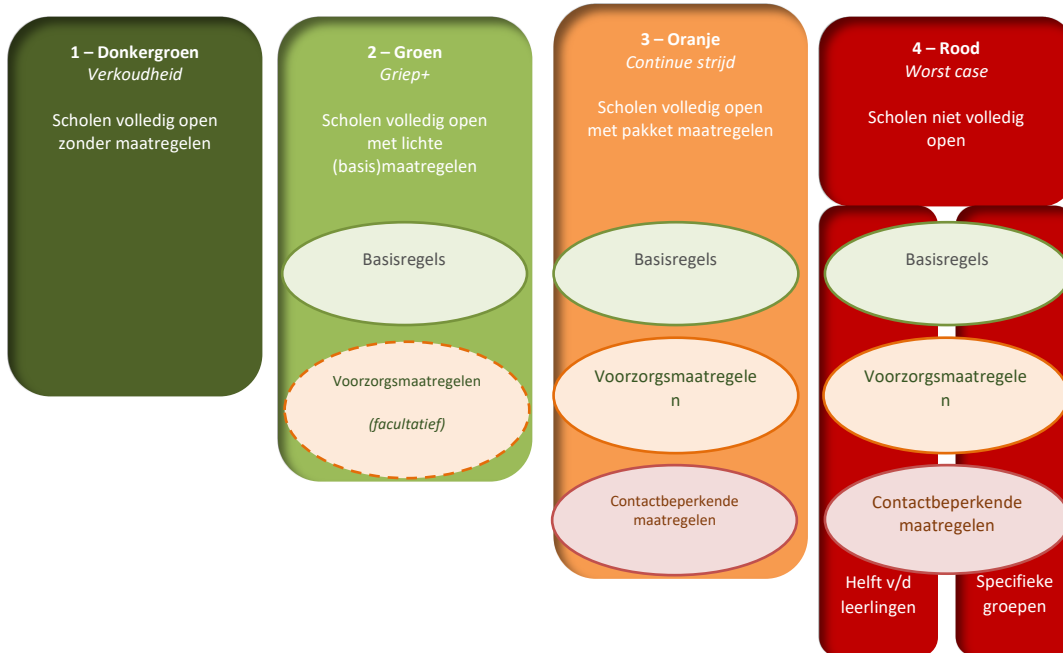 1 – Donkergroen
Verkoudheid
Scholen volledig open
zonder maatregelen
2 – Groen
Griep+
Scholen volledig open
met lichte
(basis)maatregelen
Basisregels
Voorzorgsmaatregelen
(facultatief)
3 – Oranje
Continue strijd
Scholen volledig open
met pakket maatregelen
Basisregels
Voorzorgsmaatregele
n
Contactbeperkende
maatregelen
4 – Rood
Worst case
Scholen niet volledig
open
Basisregels
Voorzorgsmaatregele
n
Contactbeperkende
maatregelen
Helft v/d
leerlingen
Specifieke
groepen